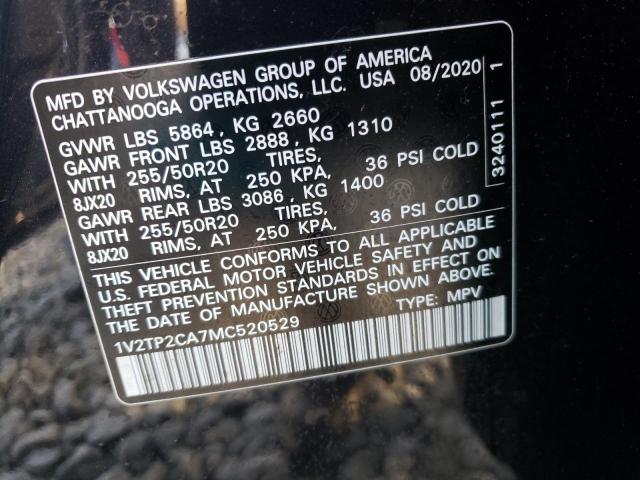 MFD BY VOLKSWAGEN GROUP OF AMERICA
CHATTANOOGA OPERATIONS, LLC. USA 08/2020
GVWR LBS 5864, KG 2660
GAWR FRONT LBS 2888, KG 1310
WITH 255/50R20 TIRES,
8JX20 RIMS, AT 250 KPA, 36 PSI COLD
GAWR REAR LBS 3086, KG 1400
WITH 255/50R20 TIRES,
8JX20 RIMS, AT 250 KPA, 36 PSI COLD
THIS VEHICLE CONFORMS TO ALL APPLICABLE
U.S. FEDERAL MOTOR VEHICLE SAFETY AND
THEFT PREVENTION STANDARDS IN EFFECT ON
THE DATE OF MANUFACTURE SHOWN ABOVE.
1V2TP2CA7MC520529 TYPE: MPV
3240111 1